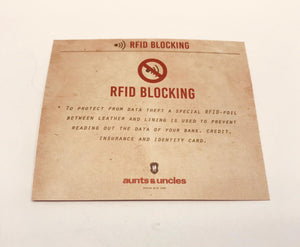 RFID BLOCKING
RFID BLOCKING
TO PROTECT FROM DATA THEFT A SPECIAL RFID-FOIL
BETWEEN LEATHER AND LINING IS USED TO PREVENT
READING OUT THE DATA OF YOUR BANK, CREDIT,
INSURANCE AND IDENTITY CARD.
aunts & uncles